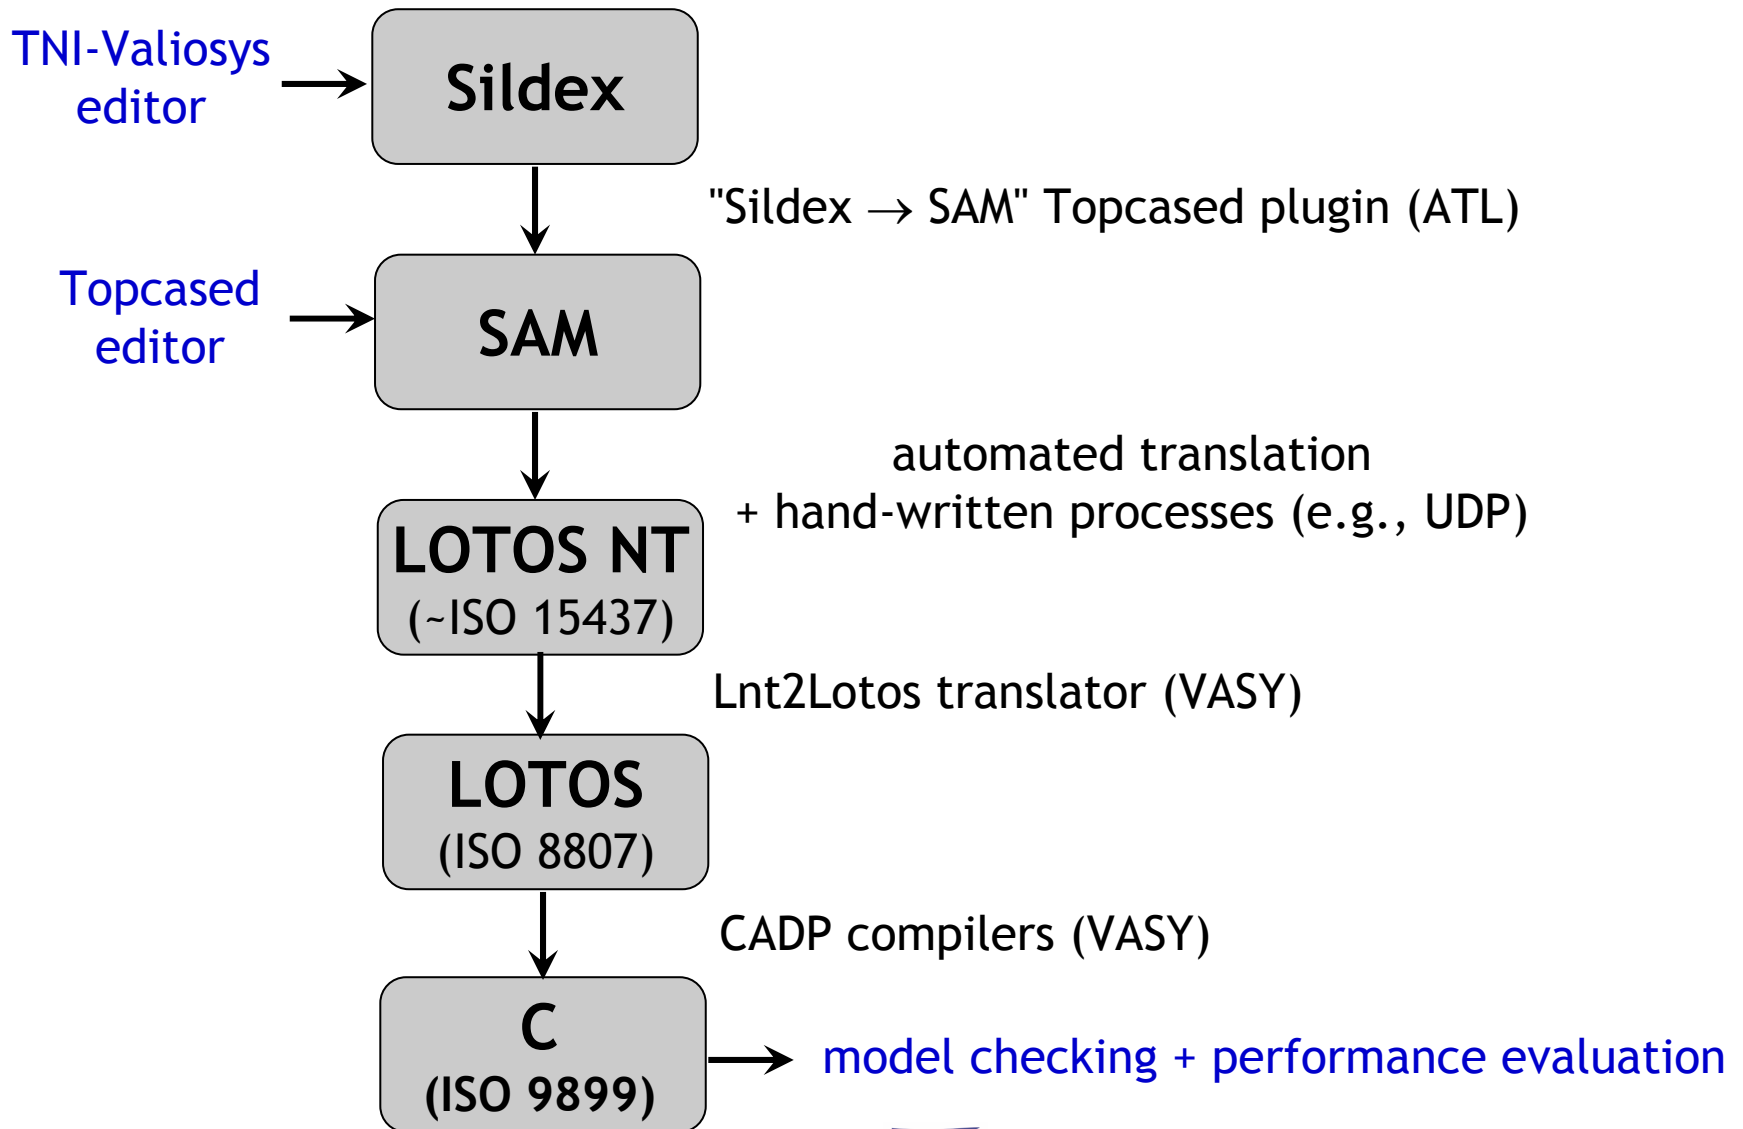 TNI-Valiosys
editor
Sildex
"Sildex → SAM" Topcased plugin (ATL)
Topcased
editor
SAM
automated translation
+ hand-written processes (e.g., UDP)
LOTOS NT
(~ISO 15437)
Lnt2Lotos translator (VASY)
LOTOS
(ISO 8807)
CADP compilers (VASY)
C
(ISO 9899)
model checking + performance evaluation